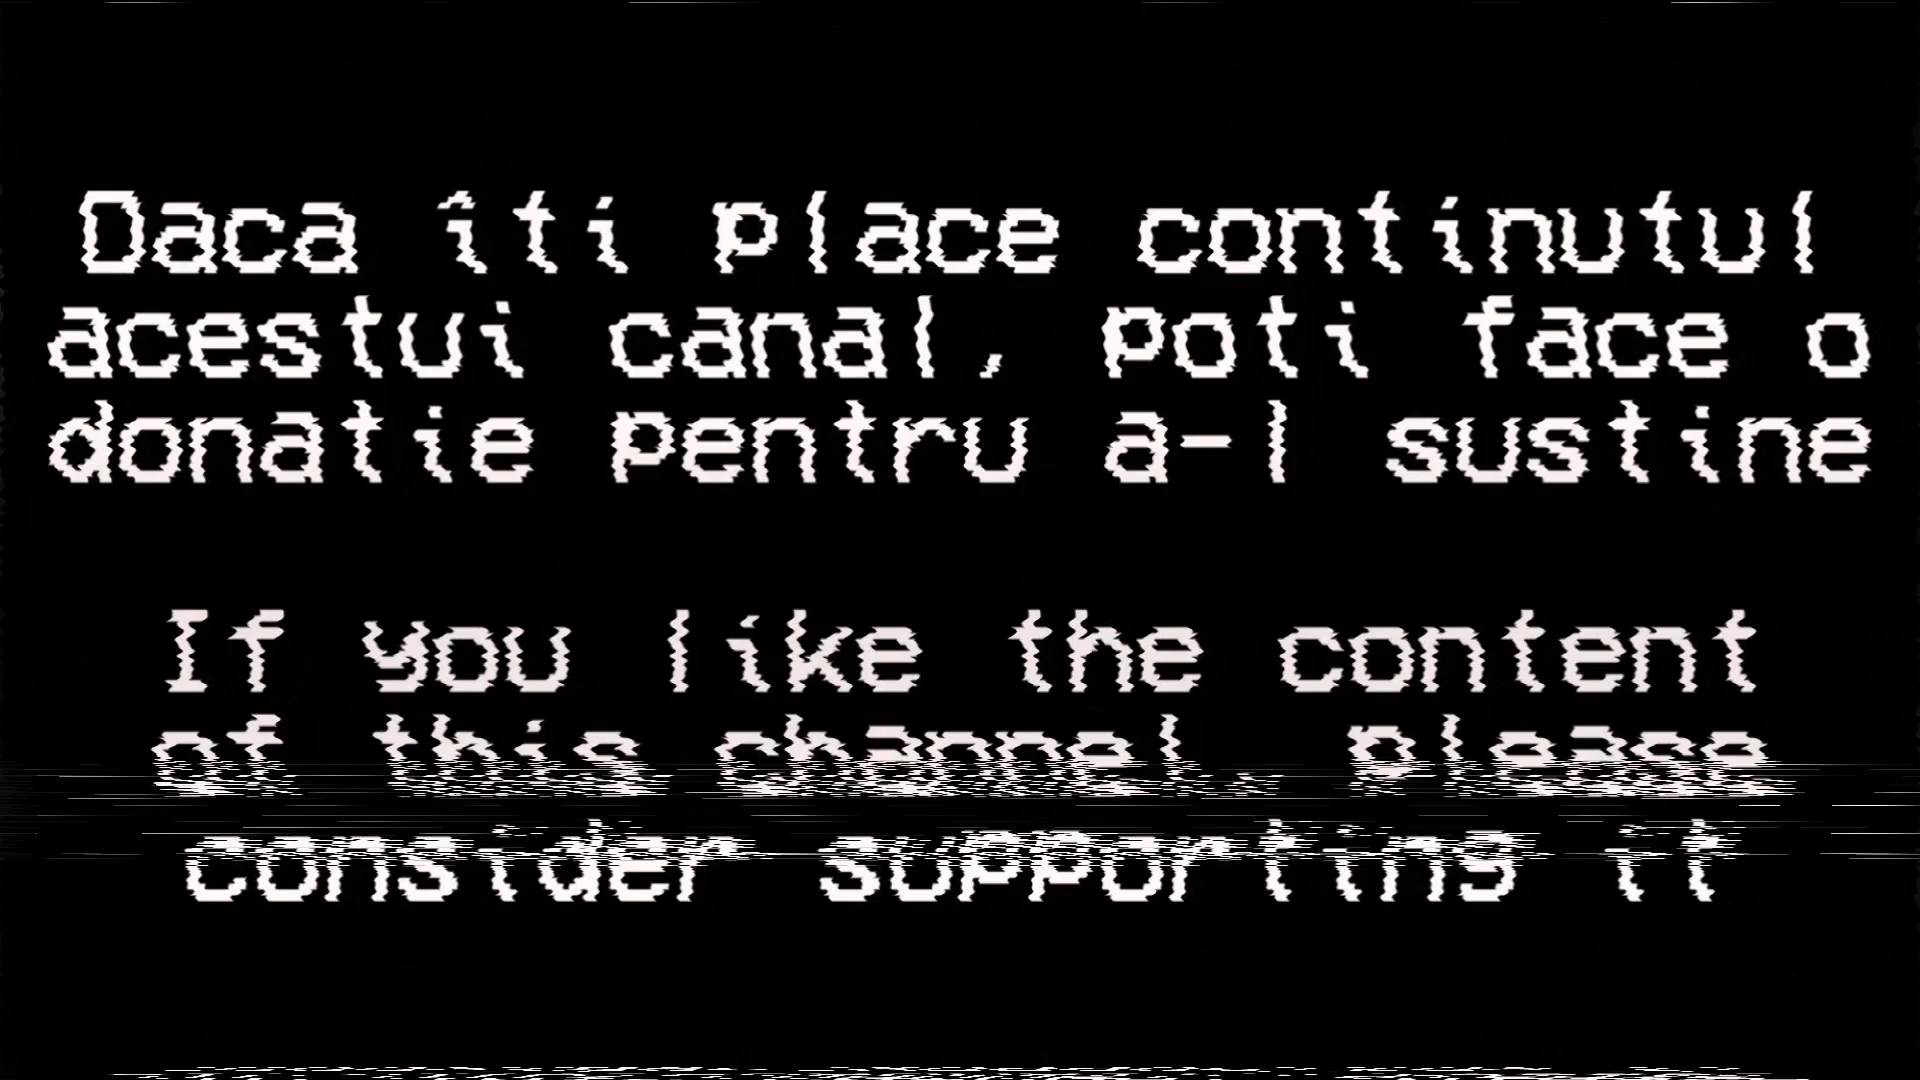 Daca îti place continutul
acestui canal, poti face o
donatie pentru a-l sustine
If you like the content
of this channel, please
consider supporting it